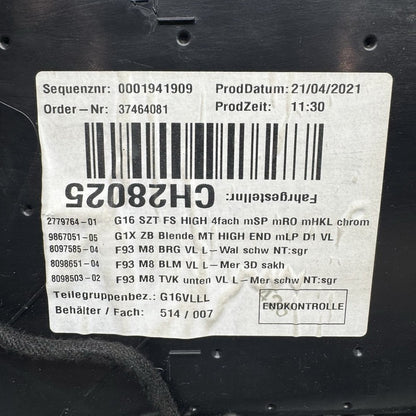 Sequenznr: 0001941909 ProdDatum: 21/04/2021
Order-Nr: 37464081 ProdZeit: 11:30
Fahrgestellnr:
CH28025
2779764-01 G16 SZT FS HIGH 4fach mSP mRO mHKL chrom
9867051-05 G1X ZB Blende MT HIGH END mLP D1 VL
8097585-04 F93 M8 BRG VL L-Wal schw NT:sgr
8098651-04 F93 M8 BLM VL L-Mer 3D sakh
8098503-02 F93 M8 TVK unten VL L-Mer schw NT:sgr
Teilegruppenbez.: G16VLLL
Behälter / Fach: 514 / 007
ENDKONTROLLE